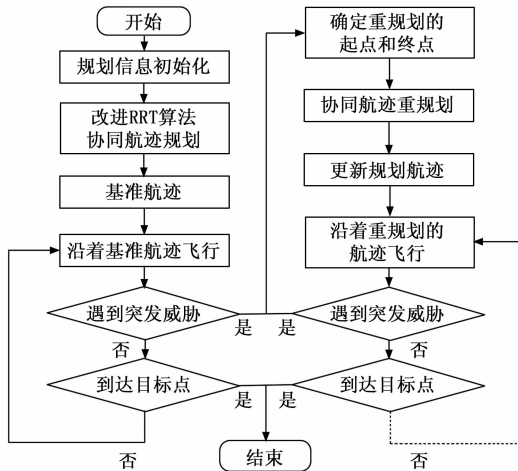 开始
规划信息初始化
改进RRT算法
协同航迹规划
基准航迹
沿着基准航迹飞行
遇到突发威胁
是
否
到达目标点
是
否
确定重规划的
起点和终点
协同航迹重规划
更新规划航迹
沿着重规划的
航迹飞行
遇到突发威胁
是
否
到达目标点
是
否
结束